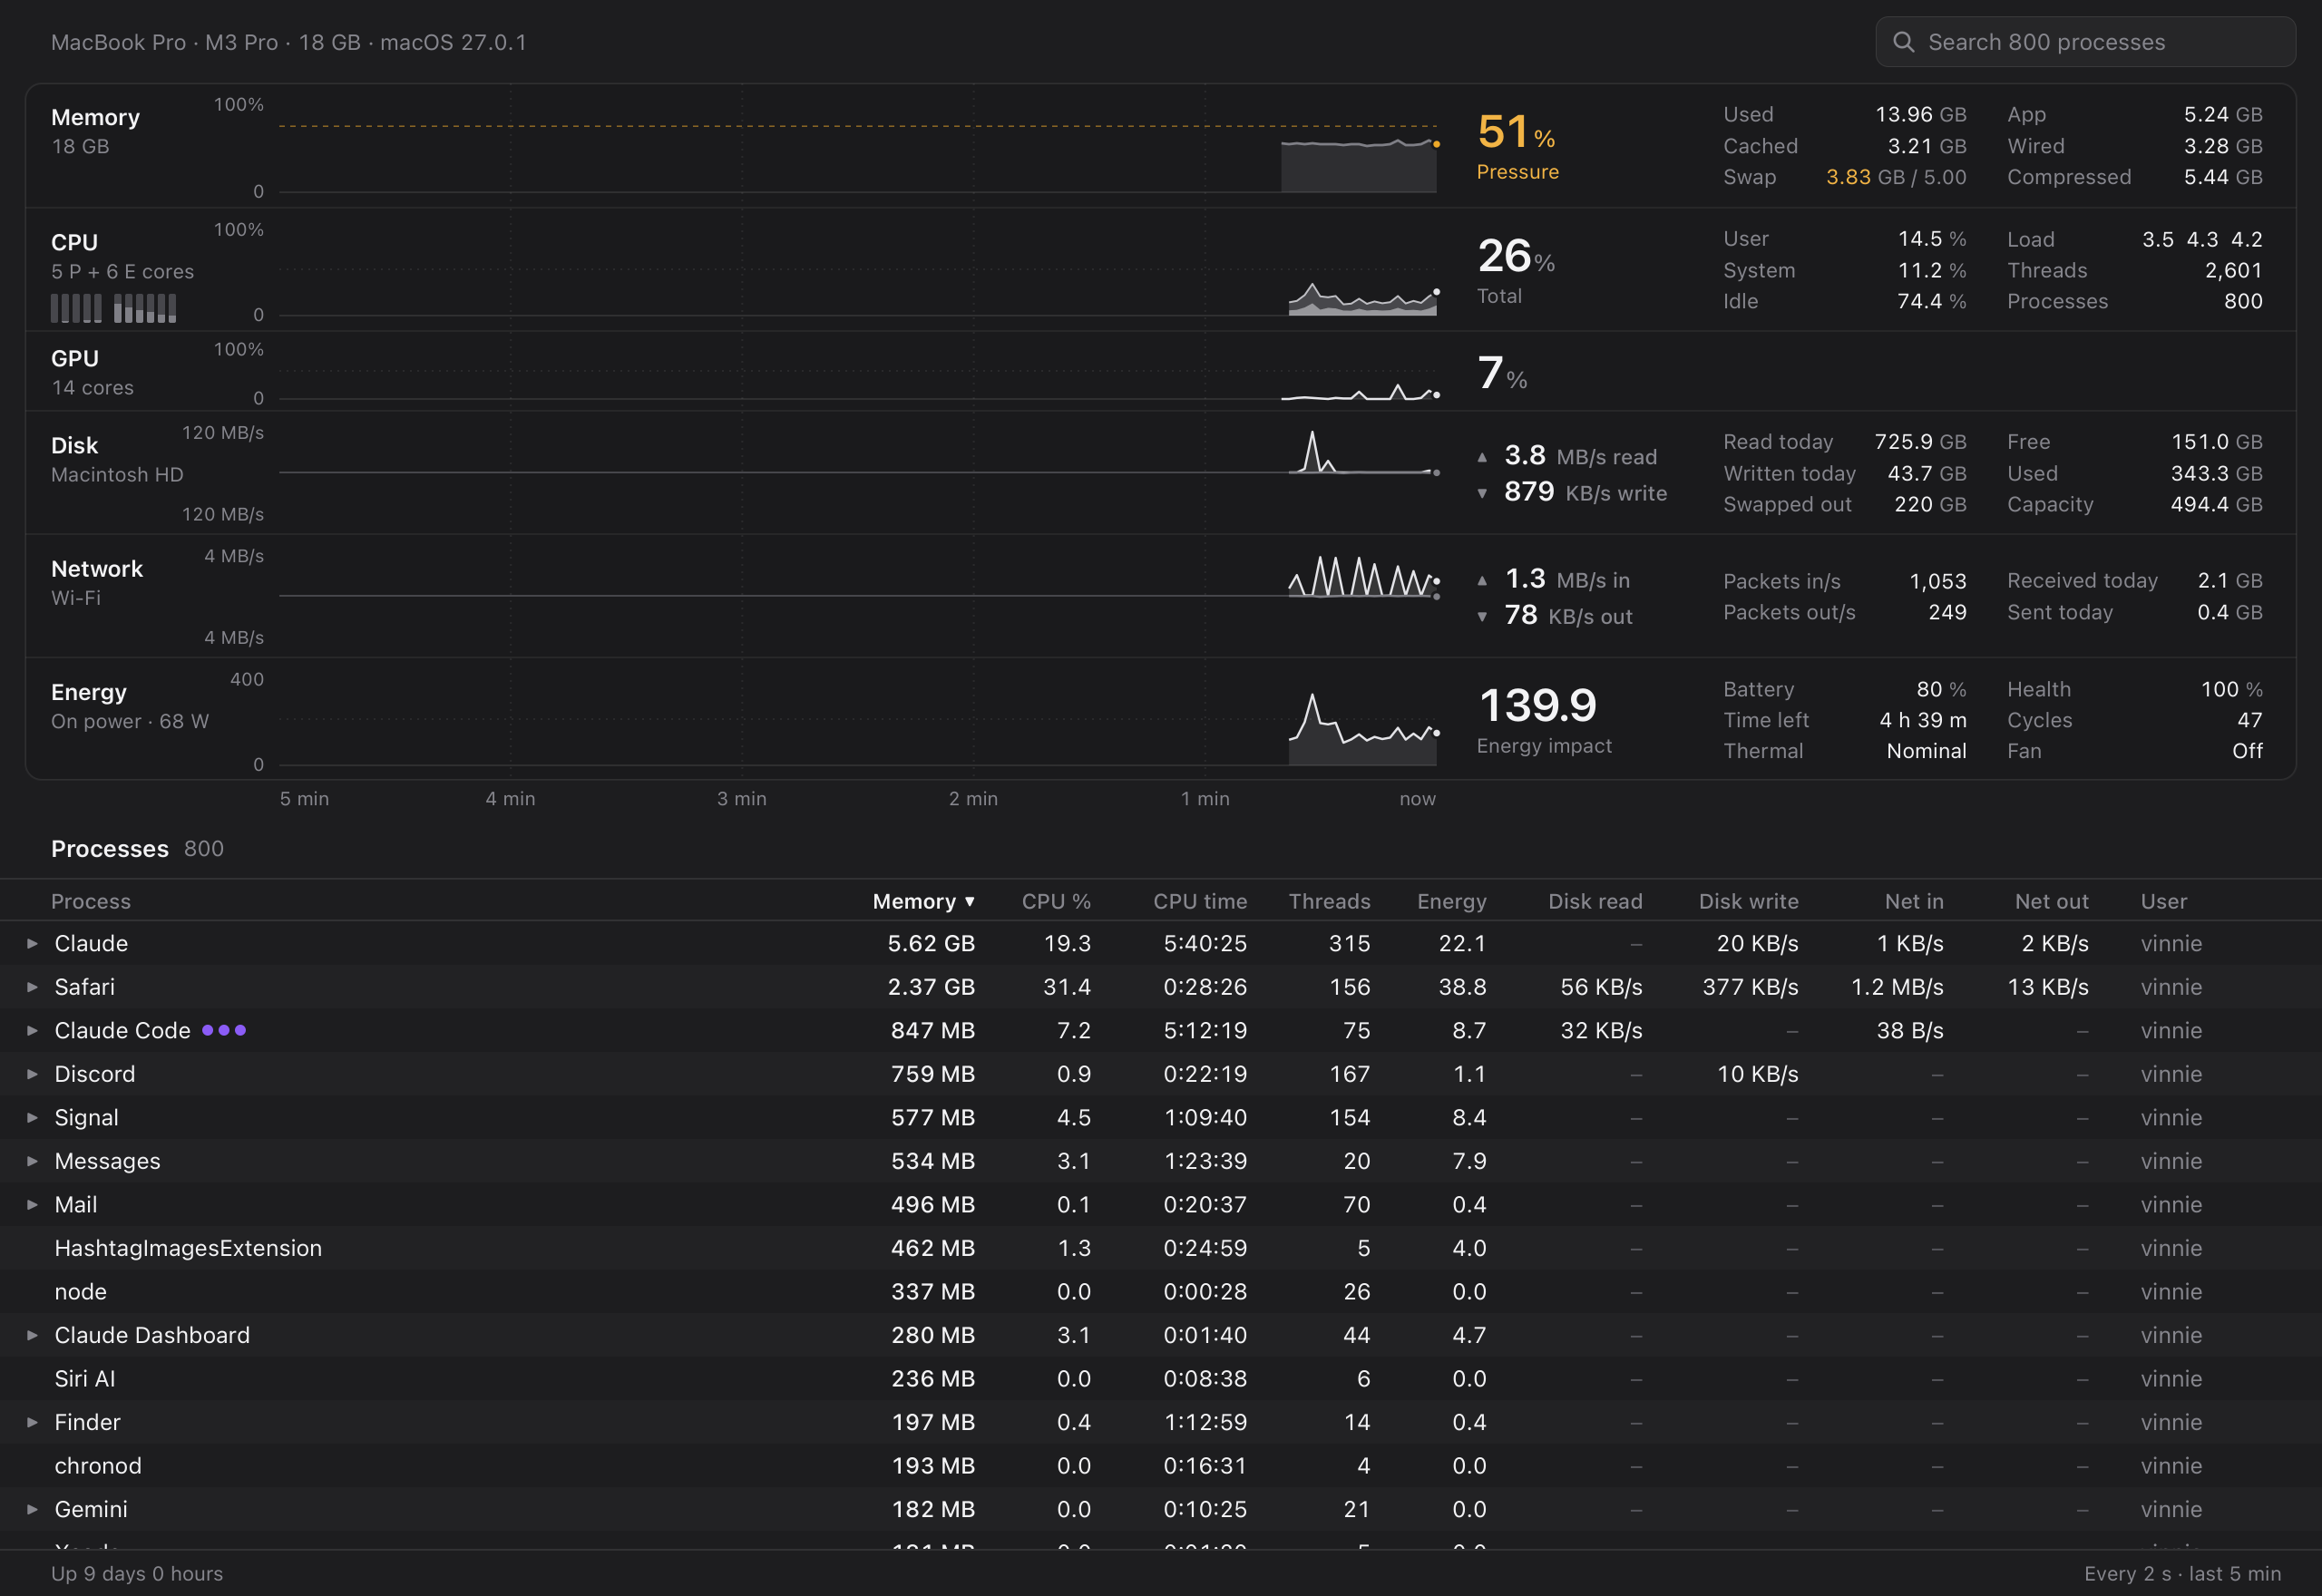 MacBook Pro · M3 Pro · 18 GB · macOS 27.0.1
Search 800 processes
Memory
18 GB
100%
0
51%
Pressure
Used 13.96 GB
Cached 3.21 GB
Swap 3.83 GB / 5.00
App 5.24 GB
Wired 3.28 GB
Compressed 5.44 GB
CPU
5 P + 6 E cores
100%
0
26%
Total
User 14.5 %
System 11.2 %
Idle 74.4 %
Load 3.5 4.3 4.2
Threads 2,601
Processes 800
GPU
14 cores
100%
0
7%
Disk
Macintosh HD
120 MB/s
120 MB/s
▲ 3.8 MB/s read
▼ 879 KB/s write
Read today 725.9 GB
Written today 43.7 GB
Swapped out 220 GB
Free 151.0 GB
Used 343.3 GB
Capacity 494.4 GB
Network
Wi-Fi
4 MB/s
4 MB/s
▲ 1.3 MB/s in
▼ 78 KB/s out
Packets in/s 1,053
Packets out/s 249
Received today 2.1 GB
Sent today 0.4 GB
Energy
On power · 68 W
400
0
139.9
Energy impact
Battery 80 %
Time left 4 h 39 m
Thermal Nominal
Health 100 %
Cycles 47
Fan Off
5 min 4 min 3 min 2 min 1 min now
Processes 800
Process Memory ▼ CPU % CPU time Threads Energy Disk read Disk write Net in Net out User
Claude 5.62 GB 19.3 5:40:25 315 22.1 – 20 KB/s 1 KB/s 2 KB/s vinnie
Safari 2.37 GB 31.4 0:28:26 156 38.8 56 KB/s 377 KB/s 1.2 MB/s 13 KB/s vinnie
Claude Code 847 MB 7.2 5:12:19 75 8.7 32 KB/s – 38 B/s – vinnie
Discord 759 MB 0.9 0:22:19 167 1.1 – 10 KB/s – – vinnie
Signal 577 MB 4.5 1:09:40 154 8.4 – – – – vinnie
Messages 534 MB 3.1 1:23:39 20 7.9 – – – – vinnie
Mail 496 MB 0.1 0:20:37 70 0.4 – – – – vinnie
HashtagImagesExtension 462 MB 1.3 0:24:59 5 4.0 – – – – vinnie
node 337 MB 0.0 0:00:28 26 0.0 – – – – vinnie
Claude Dashboard 280 MB 3.1 0:01:40 44 4.7 – – – – vinnie
Siri AI 236 MB 0.0 0:08:38 6 0.0 – – – – vinnie
Finder 197 MB 0.4 1:12:59 14 0.4 – – – – vinnie
chronod 193 MB 0.0 0:16:31 4 0.0 – – – – vinnie
Gemini 182 MB 0.0 0:10:25 21 0.0 – – – – vinnie
Up 9 days 0 hours
Every 2 s · last 5 min